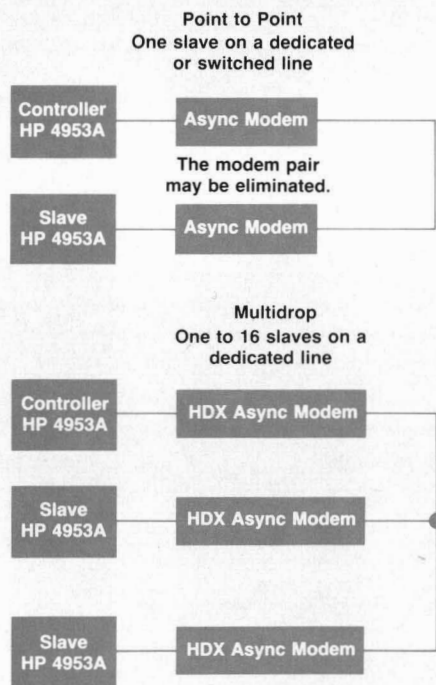 Point to Point
One slave on a dedicated
or switched line
Controller
HP 4953A
Async Modem
The modem pair
may be eliminated.
Slave
HP 4953A
Async Modem
Multidrop
One to 16 slaves on a
dedicated line
Controller
HP 4953A
HDX Async Modem
Slave
HP 4953A
HDX Async Modem
Slave
HP 4953A
HDX Async Modem